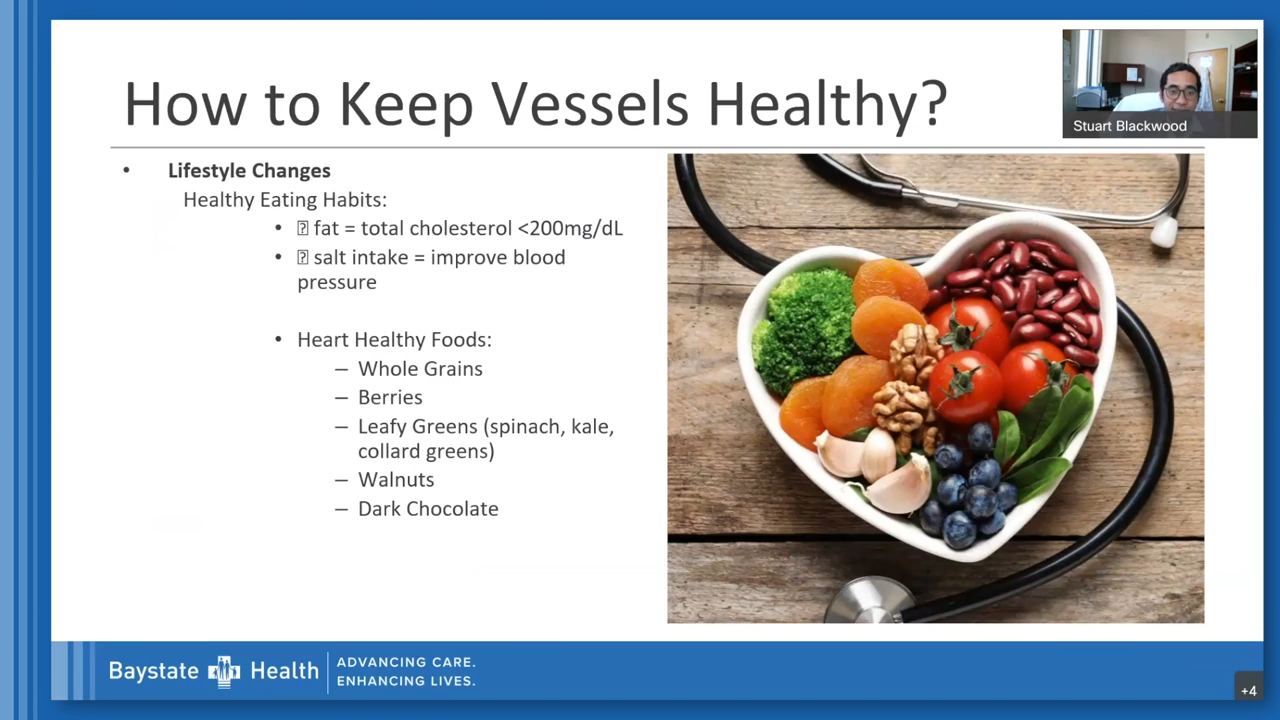 How to Keep Vessels Healthy?
Stuart Blackwood
• Lifestyle Changes
Healthy Eating Habits:
• fat = total cholesterol <200mg/dL
• salt intake = improve blood
pressure
• Heart Healthy Foods:
– Whole Grains
– Berries
– Leafy Greens (spinach, kale,
collard greens)
– Walnuts
– Dark Chocolate
Baystate Health
ADVANCING CARE.
ENHANCING LIVES.
+4